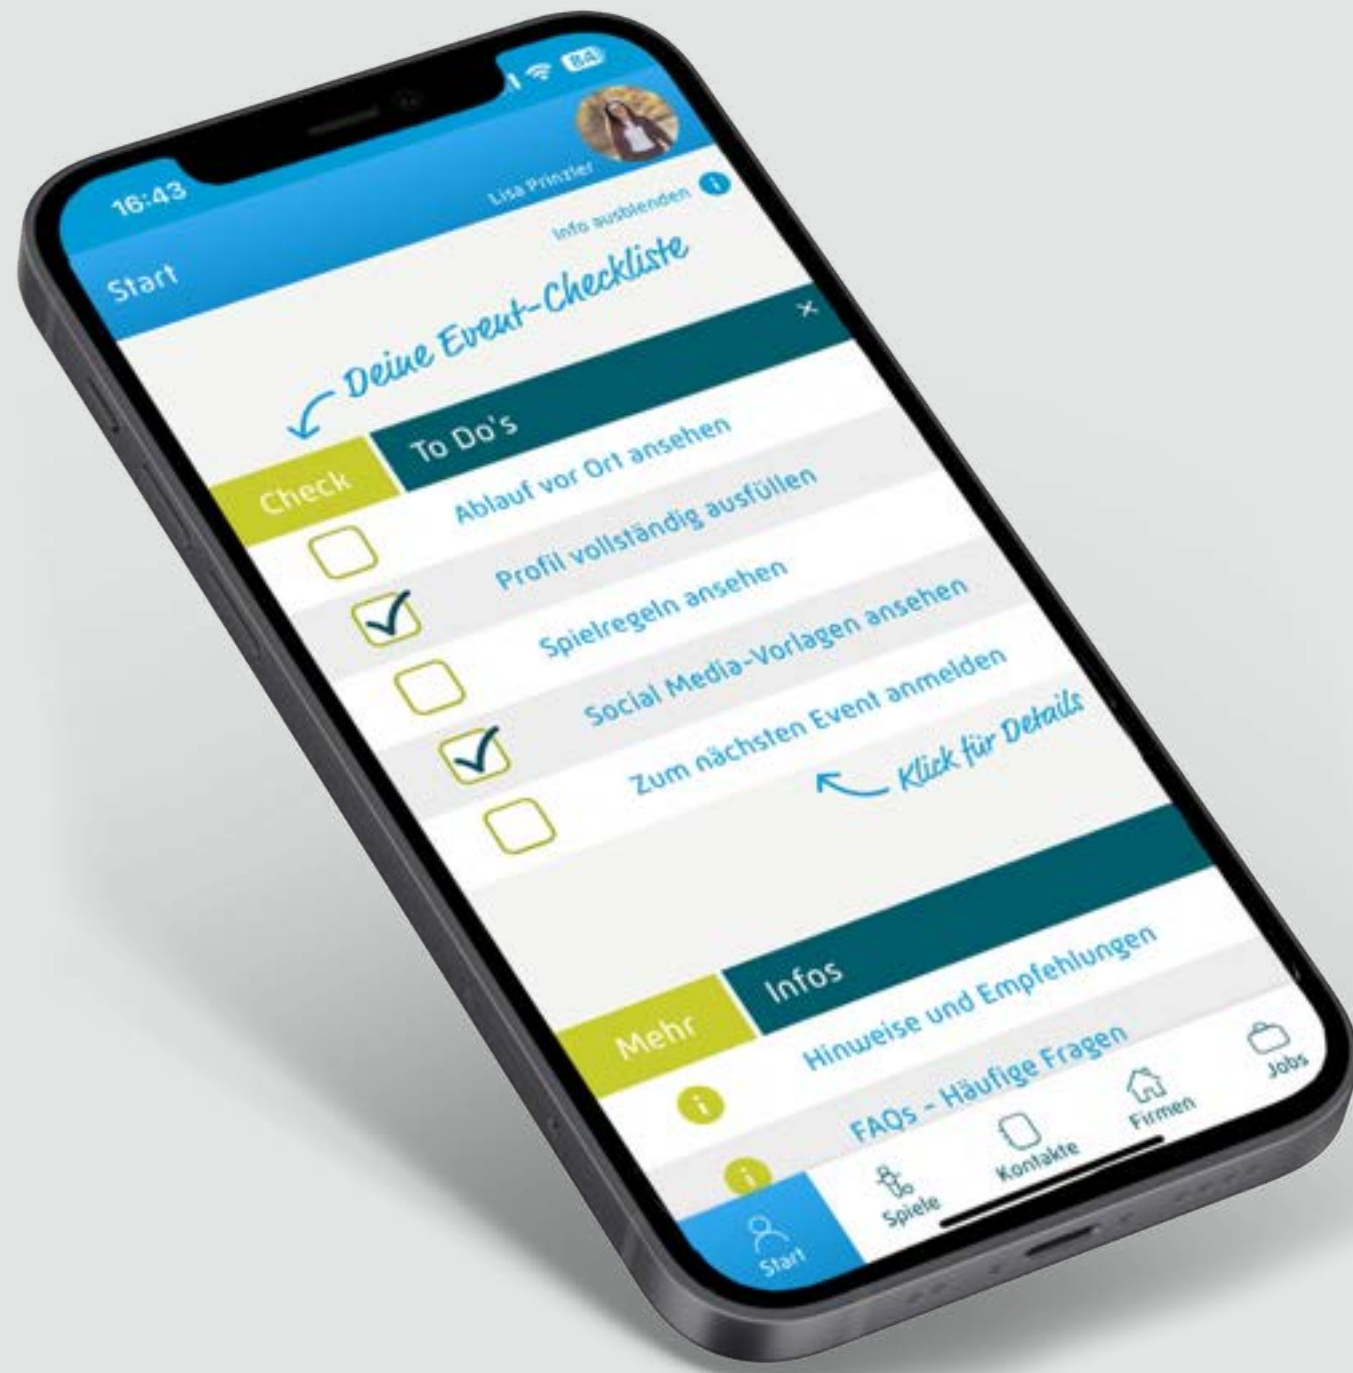 16:43
84
Start
Lisa Prinzler
Info ausblenden i
Deine Event-Checkliste
Check
To Do's
×
Ablauf vor Ort ansehen
Profil vollständig ausfüllen
Spielregeln ansehen
Social Media-Vorlagen ansehen
Zum nächsten Event anmelden
Klick für Details
Mehr
Infos
i Hinweise und Empfehlungen
i FAQs - Häufige Fragen
Start
Spiele
Kontakte
Firmen
Jobs